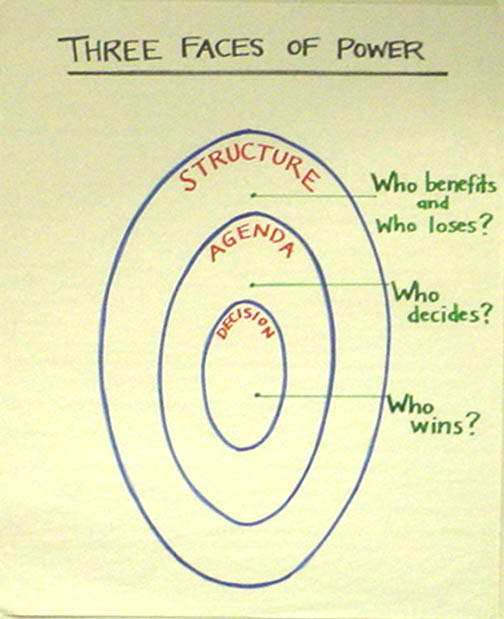 THREE FACES OF POWER
STRUCTURE
Who benefits
and
Who loses?
AGENDA
Who
decides?
DECISION
Who
wins?